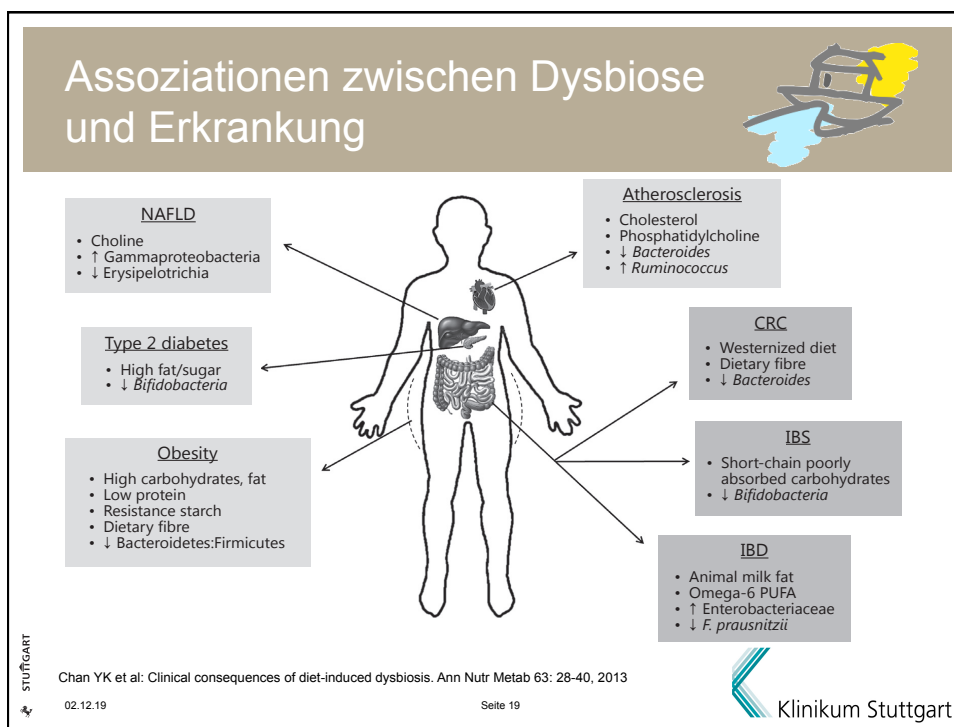 Assoziationen zwischen Dysbiose
und Erkrankung
NAFLD
• Choline
• ↑ Gammaproteobacteria
• ↓ Erysipelotrichia
Type 2 diabetes
• High fat/sugar
• ↓ Bifidobacteria
Obesity
• High carbohydrates, fat
• Low protein
• Resistance starch
• Dietary fibre
• ↓ Bacteroidetes:Firmicutes
Atherosclerosis
• Cholesterol
• Phosphatidylcholine
• ↓ Bacteroides
• ↑ Ruminococcus
CRC
• Westernized diet
• Dietary fibre
• ↓ Bacteroides
IBS
• Short-chain poorly
absorbed carbohydrates
• ↓ Bifidobacteria
IBD
• Animal milk fat
• Omega-6 PUFA
• ↑ Enterobacteriaceae
• ↓ F. prausnitzii
STUTTGART
Chan YK et al: Clinical consequences of diet-induced dysbiosis. Ann Nutr Metab 63: 28-40, 2013
02.12.19
Seite 19
Klinikum Stuttgart